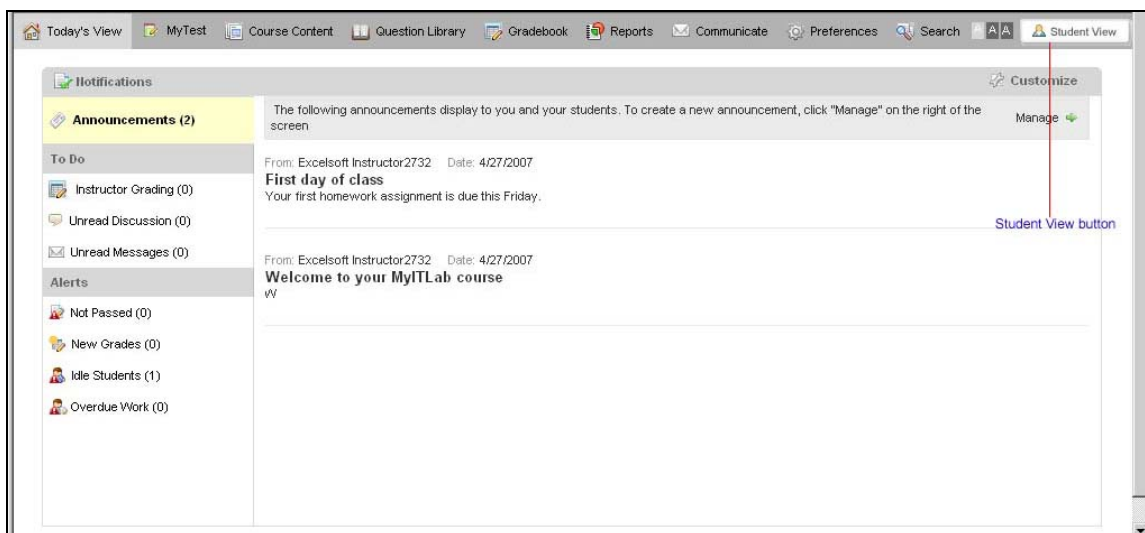 Today's View MyTest Course Content Question Library Gradebook Reports Communicate Preferences Search A A Student View
Notifications Customize
Announcements (2)
The following announcements display to you and your students. To create a new announcement, click "Manage" on the right of the
screen
Manage
To Do
Instructor Grading (0)
Unread Discussion (0)
Unread Messages (0)
Alerts
Not Passed (0)
New Grades (0)
Idle Students (1)
Overdue Work (0)
From: Excelsoft Instructor2732 Date: 4/27/2007
First day of class
Your first homework assignment is due this Friday.
From: Excelsoft Instructor2732 Date: 4/27/2007
Welcome to your MyITLab course
W
Student View button